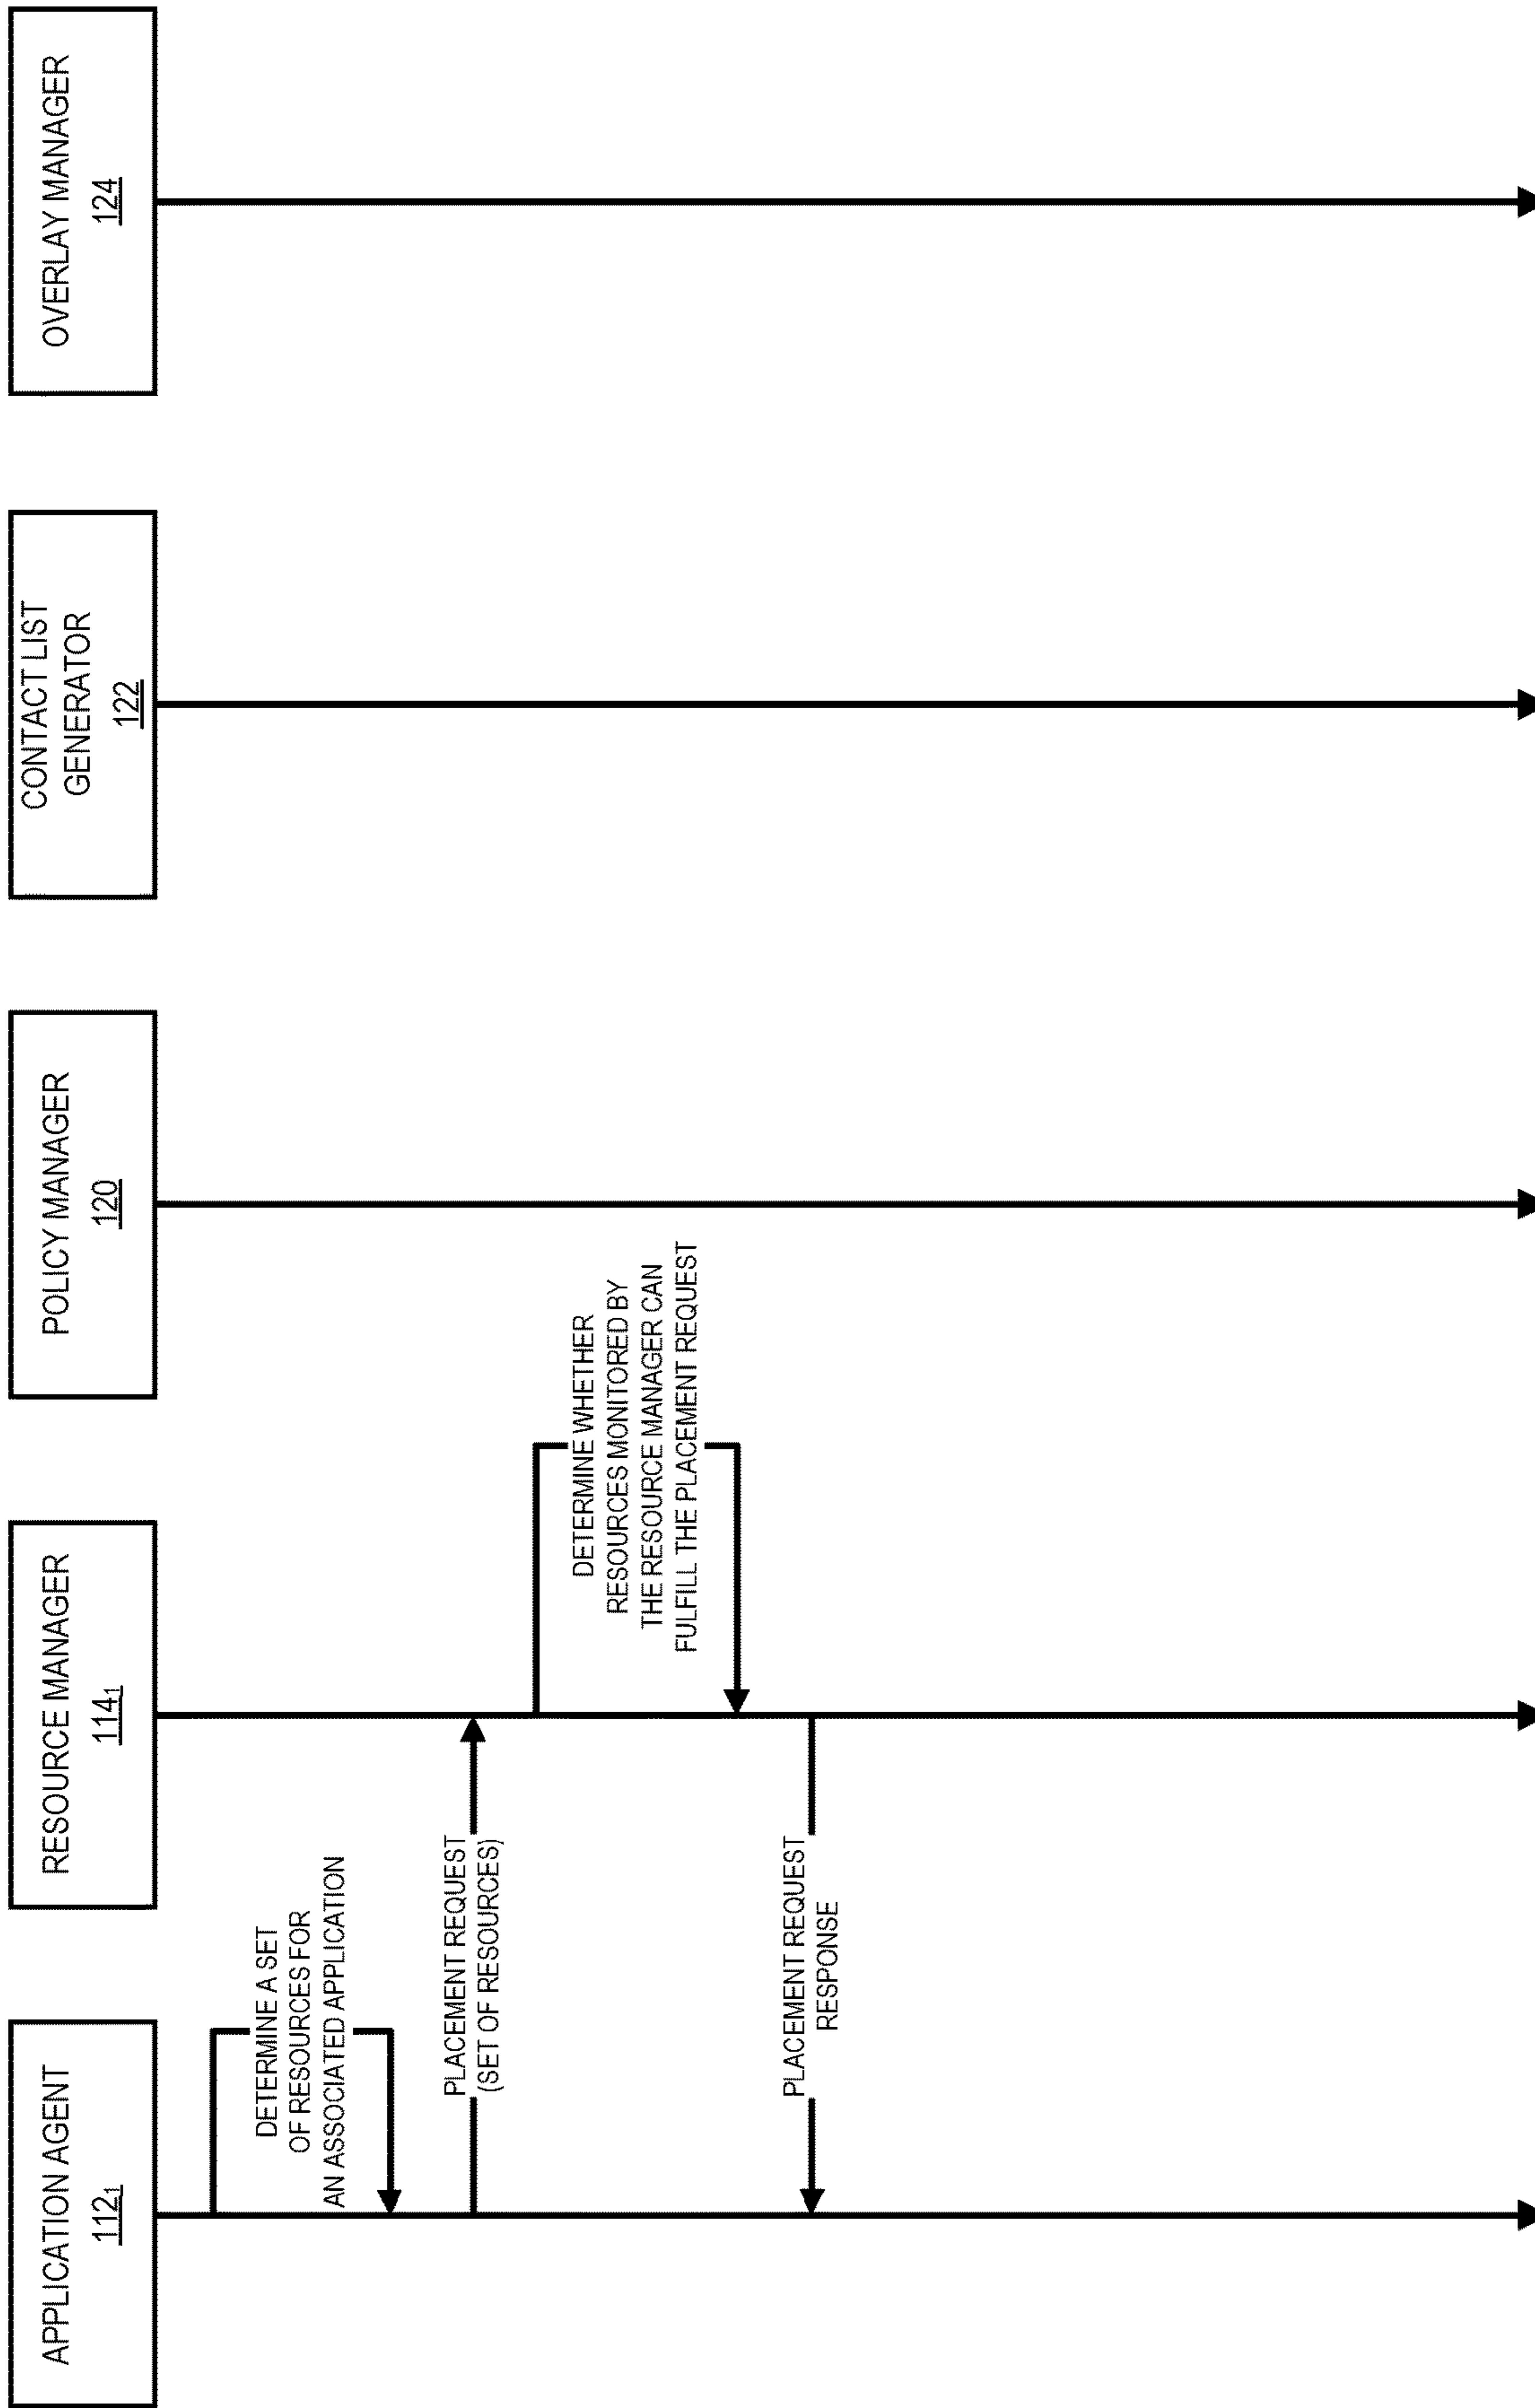 APPLICATION AGENT
112₁
RESOURCE MANAGER
114₁
POLICY MANAGER
120
CONTACT LIST
GENERATOR
122
OVERLAY MANAGER
124
DETERMINE A SET
OF RESOURCES FOR
AN ASSOCIATED APPLICATION
PLACEMENT REQUEST
(SET OF RESOURCES)
DETERMINE WHETHER
RESOURCES MONITORED BY
THE RESOURCE MANAGER CAN
FULFILL THE PLACEMENT REQUEST
PLACEMENT REQUEST
RESPONSE